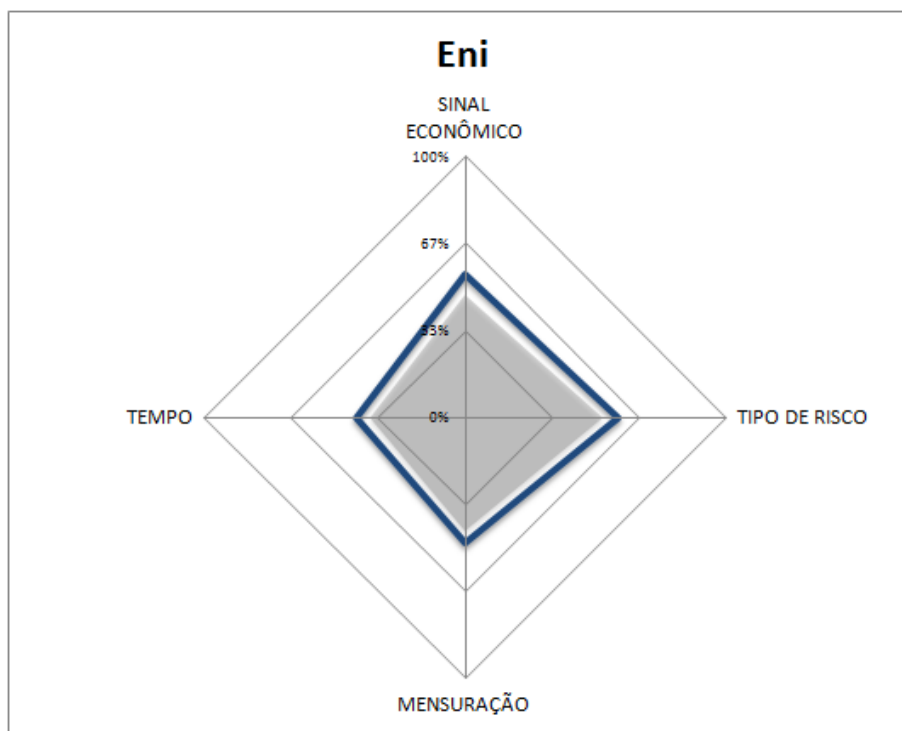 Eni
SINAL
ECONÔMICO
100%
67%
33%
TEMPO
0%
TIPO DE RISCO
MENSURAÇÃO